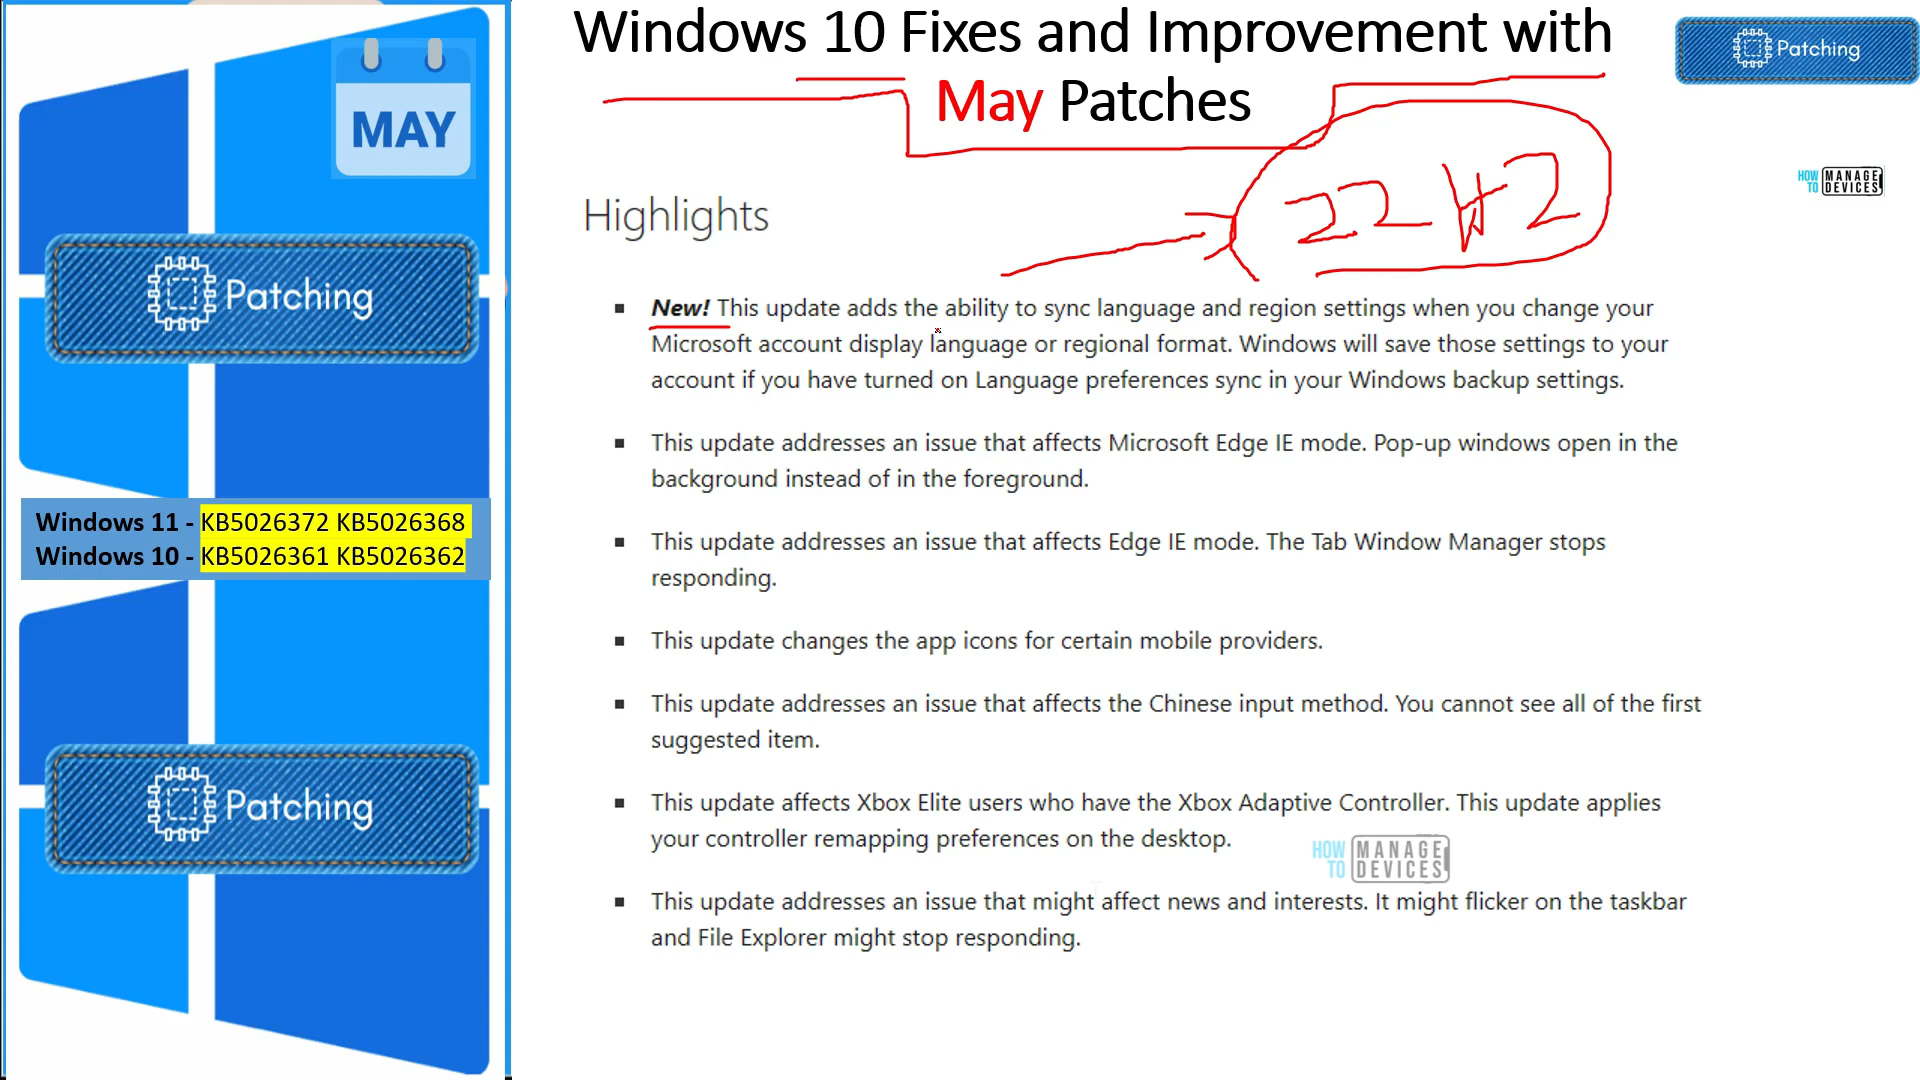 Windows 10 Fixes and Improvement with
May Patches
Patching
MAY
22H2
HOW TO MANAGE DEVICES
Highlights
Patching
▪ New! This update adds the ability to sync language and region settings when you change your
Microsoft account display language or regional format. Windows will save those settings to your
account if you have turned on Language preferences sync in your Windows backup settings.
▪ This update addresses an issue that affects Microsoft Edge IE mode. Pop-up windows open in the
background instead of in the foreground.
Windows 11 - KB5026372 KB5026368
Windows 10 - KB5026361 KB5026362
▪ This update addresses an issue that affects Edge IE mode. The Tab Window Manager stops
responding.
▪ This update changes the app icons for certain mobile providers.
▪ This update addresses an issue that affects the Chinese input method. You cannot see all of the first
suggested item.
Patching
▪ This update affects Xbox Elite users who have the Xbox Adaptive Controller. This update applies
your controller remapping preferences on the desktop.
HOW TO MANAGE DEVICES
▪ This update addresses an issue that might affect news and interests. It might flicker on the taskbar
and File Explorer might stop responding.